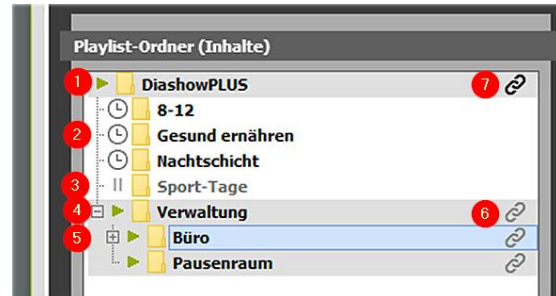 Playlist-Ordner (Inhalte)
1 DiashowPLUS 7
8-12
2 Gesund ernähren
Nachtschicht
3 Sport-Tage
4 Verwaltung 6
5 Büro
Pausenraum